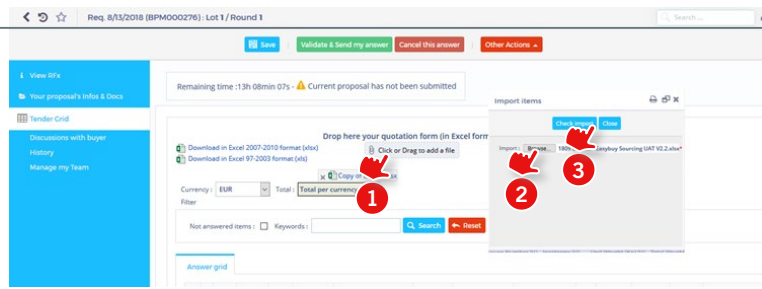 Req. 8/13/2018 (BPM000276) : Lot 1 / Round 1
Search ...
Save
Validate & Send my answer
Cancel this answer
Other Actions
View RFx
Your proposal's Infos & Docs
Tender Grid
Discussions with buyer
History
Manage my Team
Remaining time :13h 08min 07s - Current proposal has not been submitted
Drop here your quotation form (in Excel form
Download in Excel 2007-2010 format (xlsx)
Click or Drag to add a file
Download in Excel 97-2003 format (xls)
x Copy
Currency : EUR Total : Total per currency
Filter
Not answered items : Keywords : Search Reset
Answer grid
Import items
Check import Close
Import : Browse... Easybuy Sourcing UAT V2.2.xlsx*
1
2
3